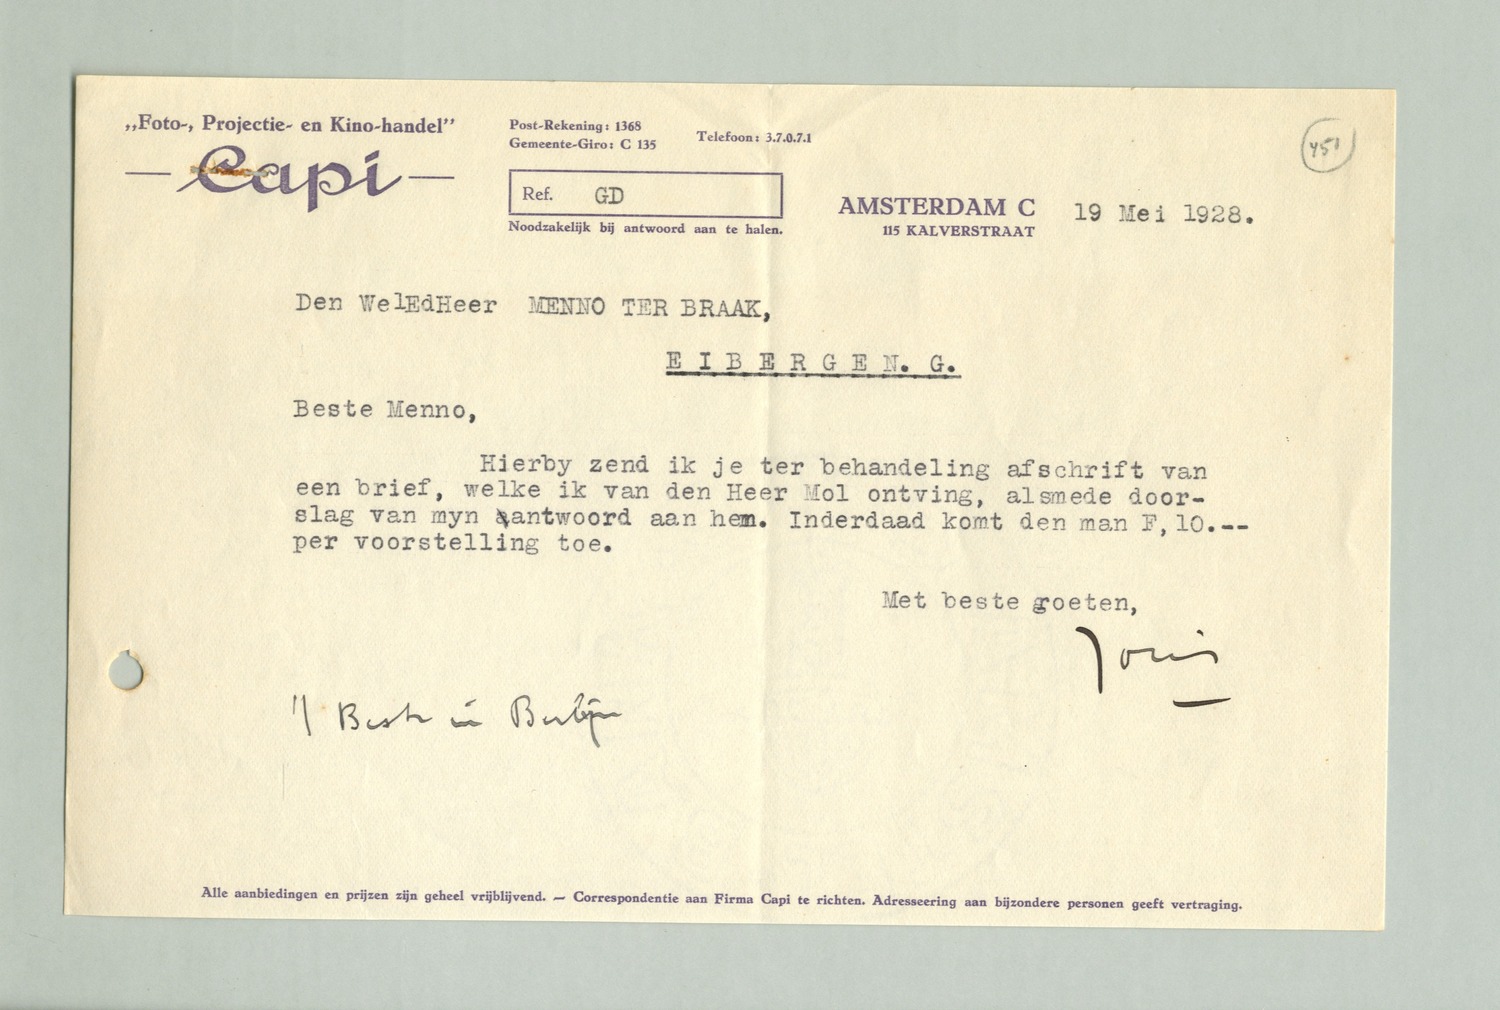 „Foto-, Projectie- en Kino-handel”
— Capi —
Post-Rekening: 1368
Gemeente-Giro: C 135
Telefoon: 3.7.0.7.1
Ref. GD
Noodzakelijk bij antwoord aan te halen.
AMSTERDAM C 19 Mei 1928.
115 KALVERSTRAAT
451
Den WelEdHeer MENNO TER BRAAK,
E I B E R G E N. G.
Beste Menno,
Hierby zend ik je ter behandeling afschrift van
een brief, welke ik van den Heer Mol ontving, alsmede door-
slag van myn aantwoord aan hem. Inderdaad komt den man F,10.--
per voorstelling toe.
Met beste groeten,
Joris
Beste in Berlijn
Alle aanbiedingen en prijzen zijn geheel vrijblijvend. — Correspondentie aan Firma Capi te richten. Adresseering aan bijzondere personen geeft vertraging.